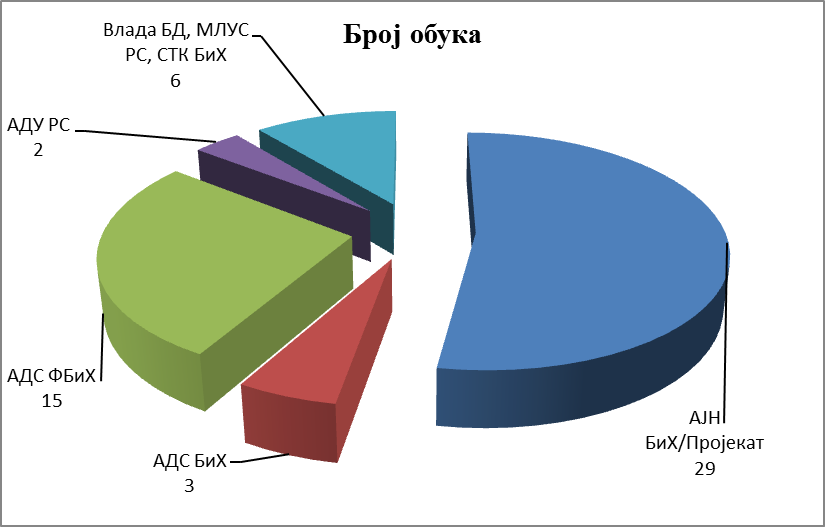 Број обука
Влада БД, МЛУС
РС, СТК БиХ
6
АДУ РС
2
АДС ФБиХ
15
АДС БиХ
3
АЈН
БиХ/Пројекат
29